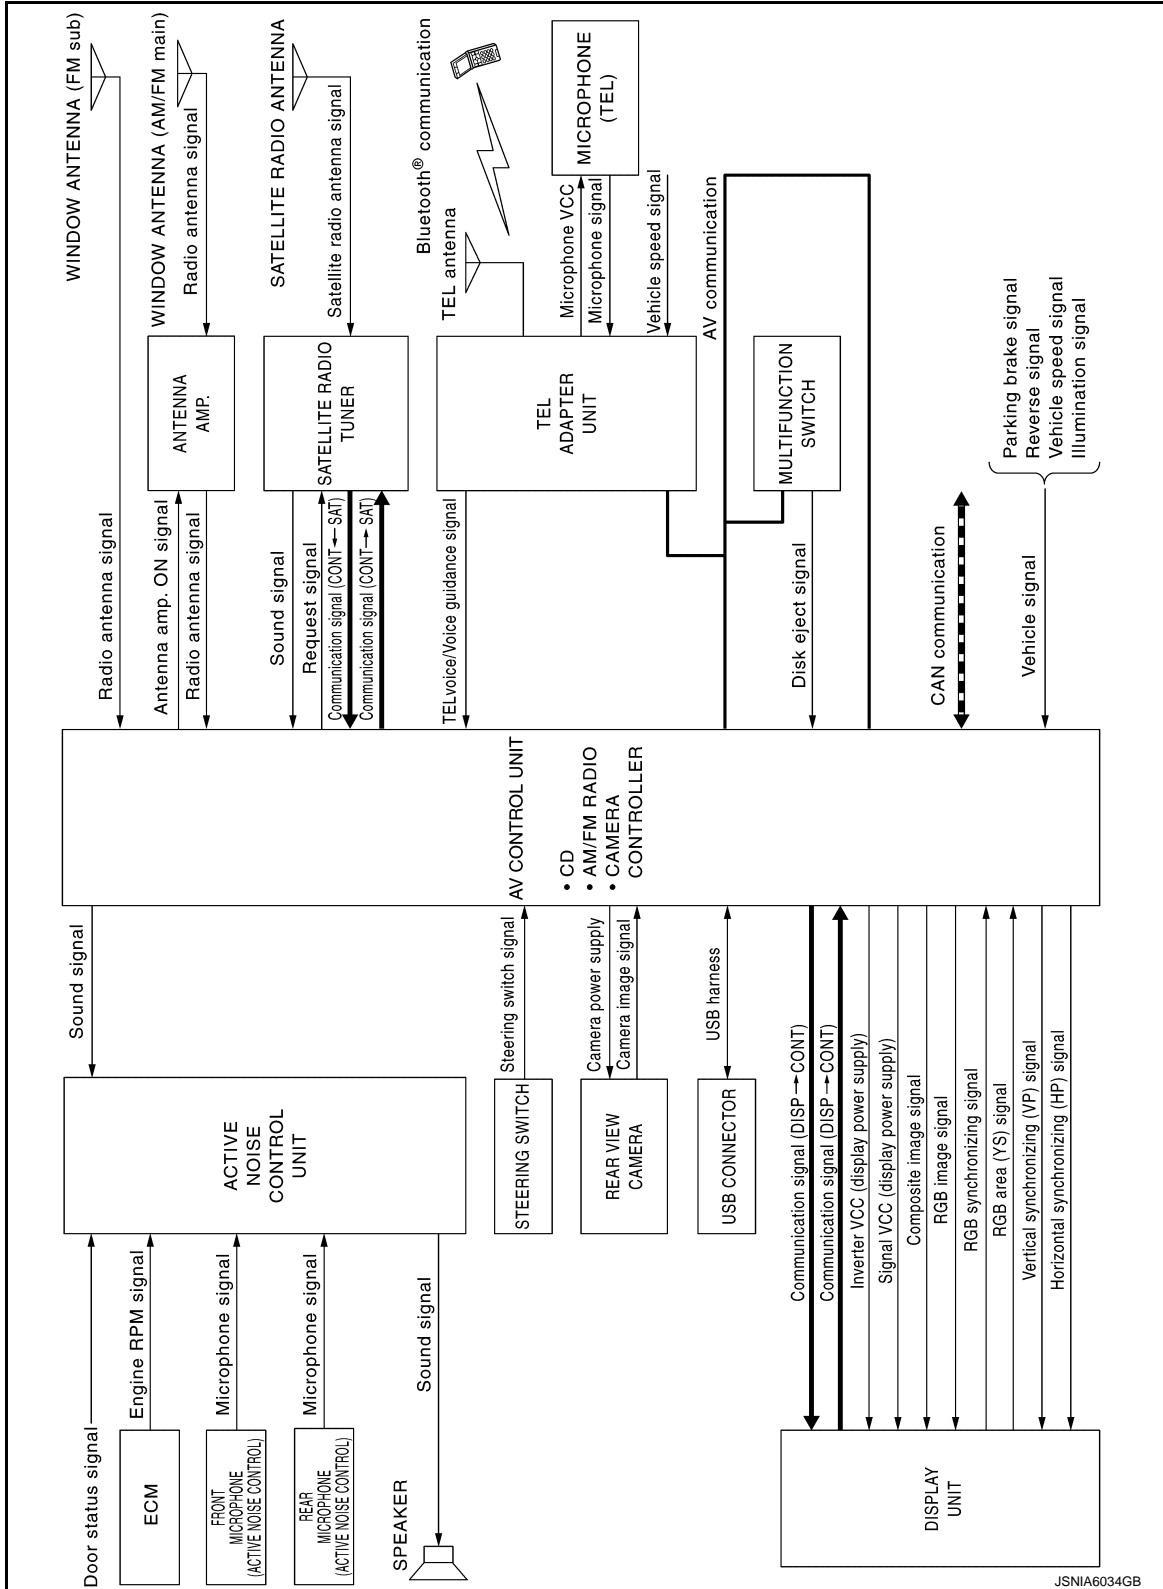 WINDOW ANTENNA (FM sub)
Radio antenna signal
WINDOW ANTENNA (AM/FM main)
Radio antenna signal
ANTENNA
AMP.
Antenna amp. ON signal
Radio antenna signal
SATELLITE RADIO ANTENNA
Satellite radio antenna signal
SATELLITE RADIO
TUNER
Sound signal
Request signal
Communication signal (CONT ← SAT)
Communication signal (CONT → SAT)
Bluetooth® communication
TEL antenna
MICROPHONE
(TEL)
Microphone VCC
Microphone signal
Vehicle speed signal
TEL
ADAPTER
UNIT
TELvoice/Voice guidance signal
AV communication
MULTIFUNCTION
SWITCH
Disk eject signal
CAN communication
Parking brake signal
Reverse signal
Vehicle speed signal
Illumination signal
Vehicle signal
AV CONTROL UNIT
• CD
• AM/FM RADIO
• CAMERA
CONTROLLER
Sound signal
Steering switch signal
Camera power supply
Camera image signal
USB harness
ACTIVE
NOISE
CONTROL
UNIT
STEERING SWITCH
REAR VIEW
CAMERA
USB CONNECTOR
Communication signal (DISP → CONT)
Communication signal (DISP → CONT)
Inverter VCC (display power supply)
Signal VCC (display power supply)
Composite image signal
RGB image signal
RGB synchronizing signal
RGB area (YS) signal
Vertical synchronizing (VP) signal
Horizontal synchronizing (HP) signal
Door status signal
Engine RPM signal
Microphone signal
Microphone signal
Sound signal
ECM
FRONT
MICROPHONE
(ACTIVE NOISE CONTROL)
REAR
MICROPHONE
(ACTIVE NOISE CONTROL)
SPEAKER
DISPLAY
UNIT
JSNIA6034GB